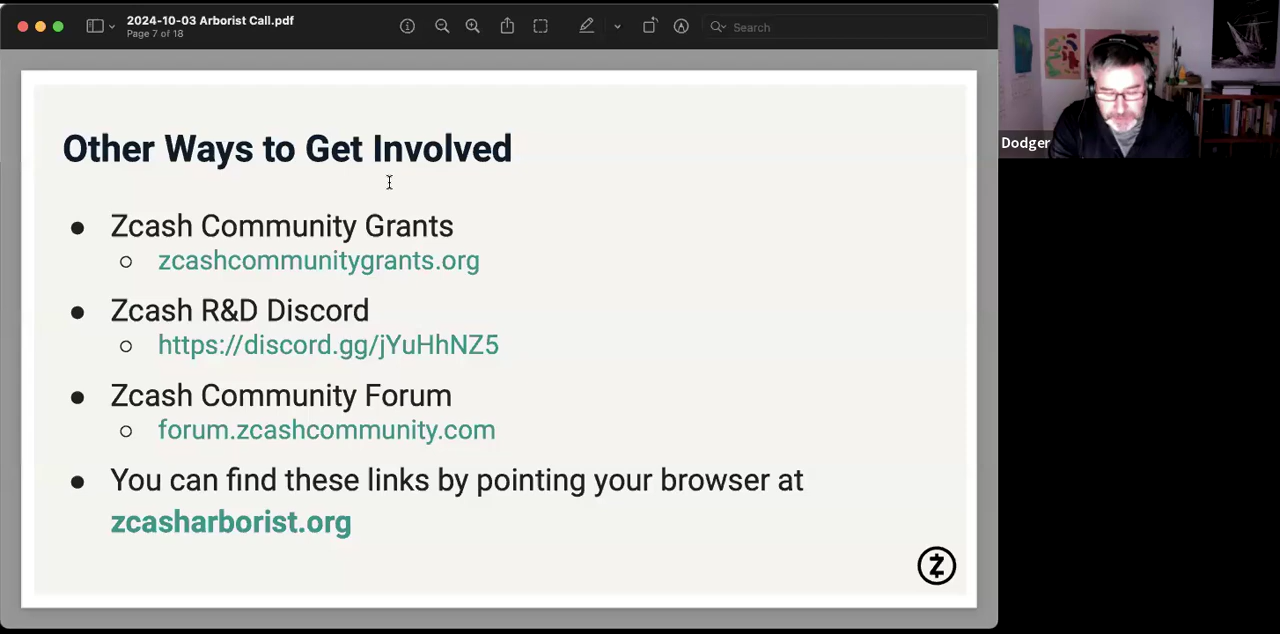 2024-10-03 Arborist Call.pdf
Page 7 of 18
Search
Dodger
Other Ways to Get Involved
● Zcash Community Grants
○ zcashcommunitygrants.org
● Zcash R&D Discord
○ https://discord.gg/jYuHhNZ5
● Zcash Community Forum
○ forum.zcashcommunity.com
● You can find these links by pointing your browser at
zcasharborist.org